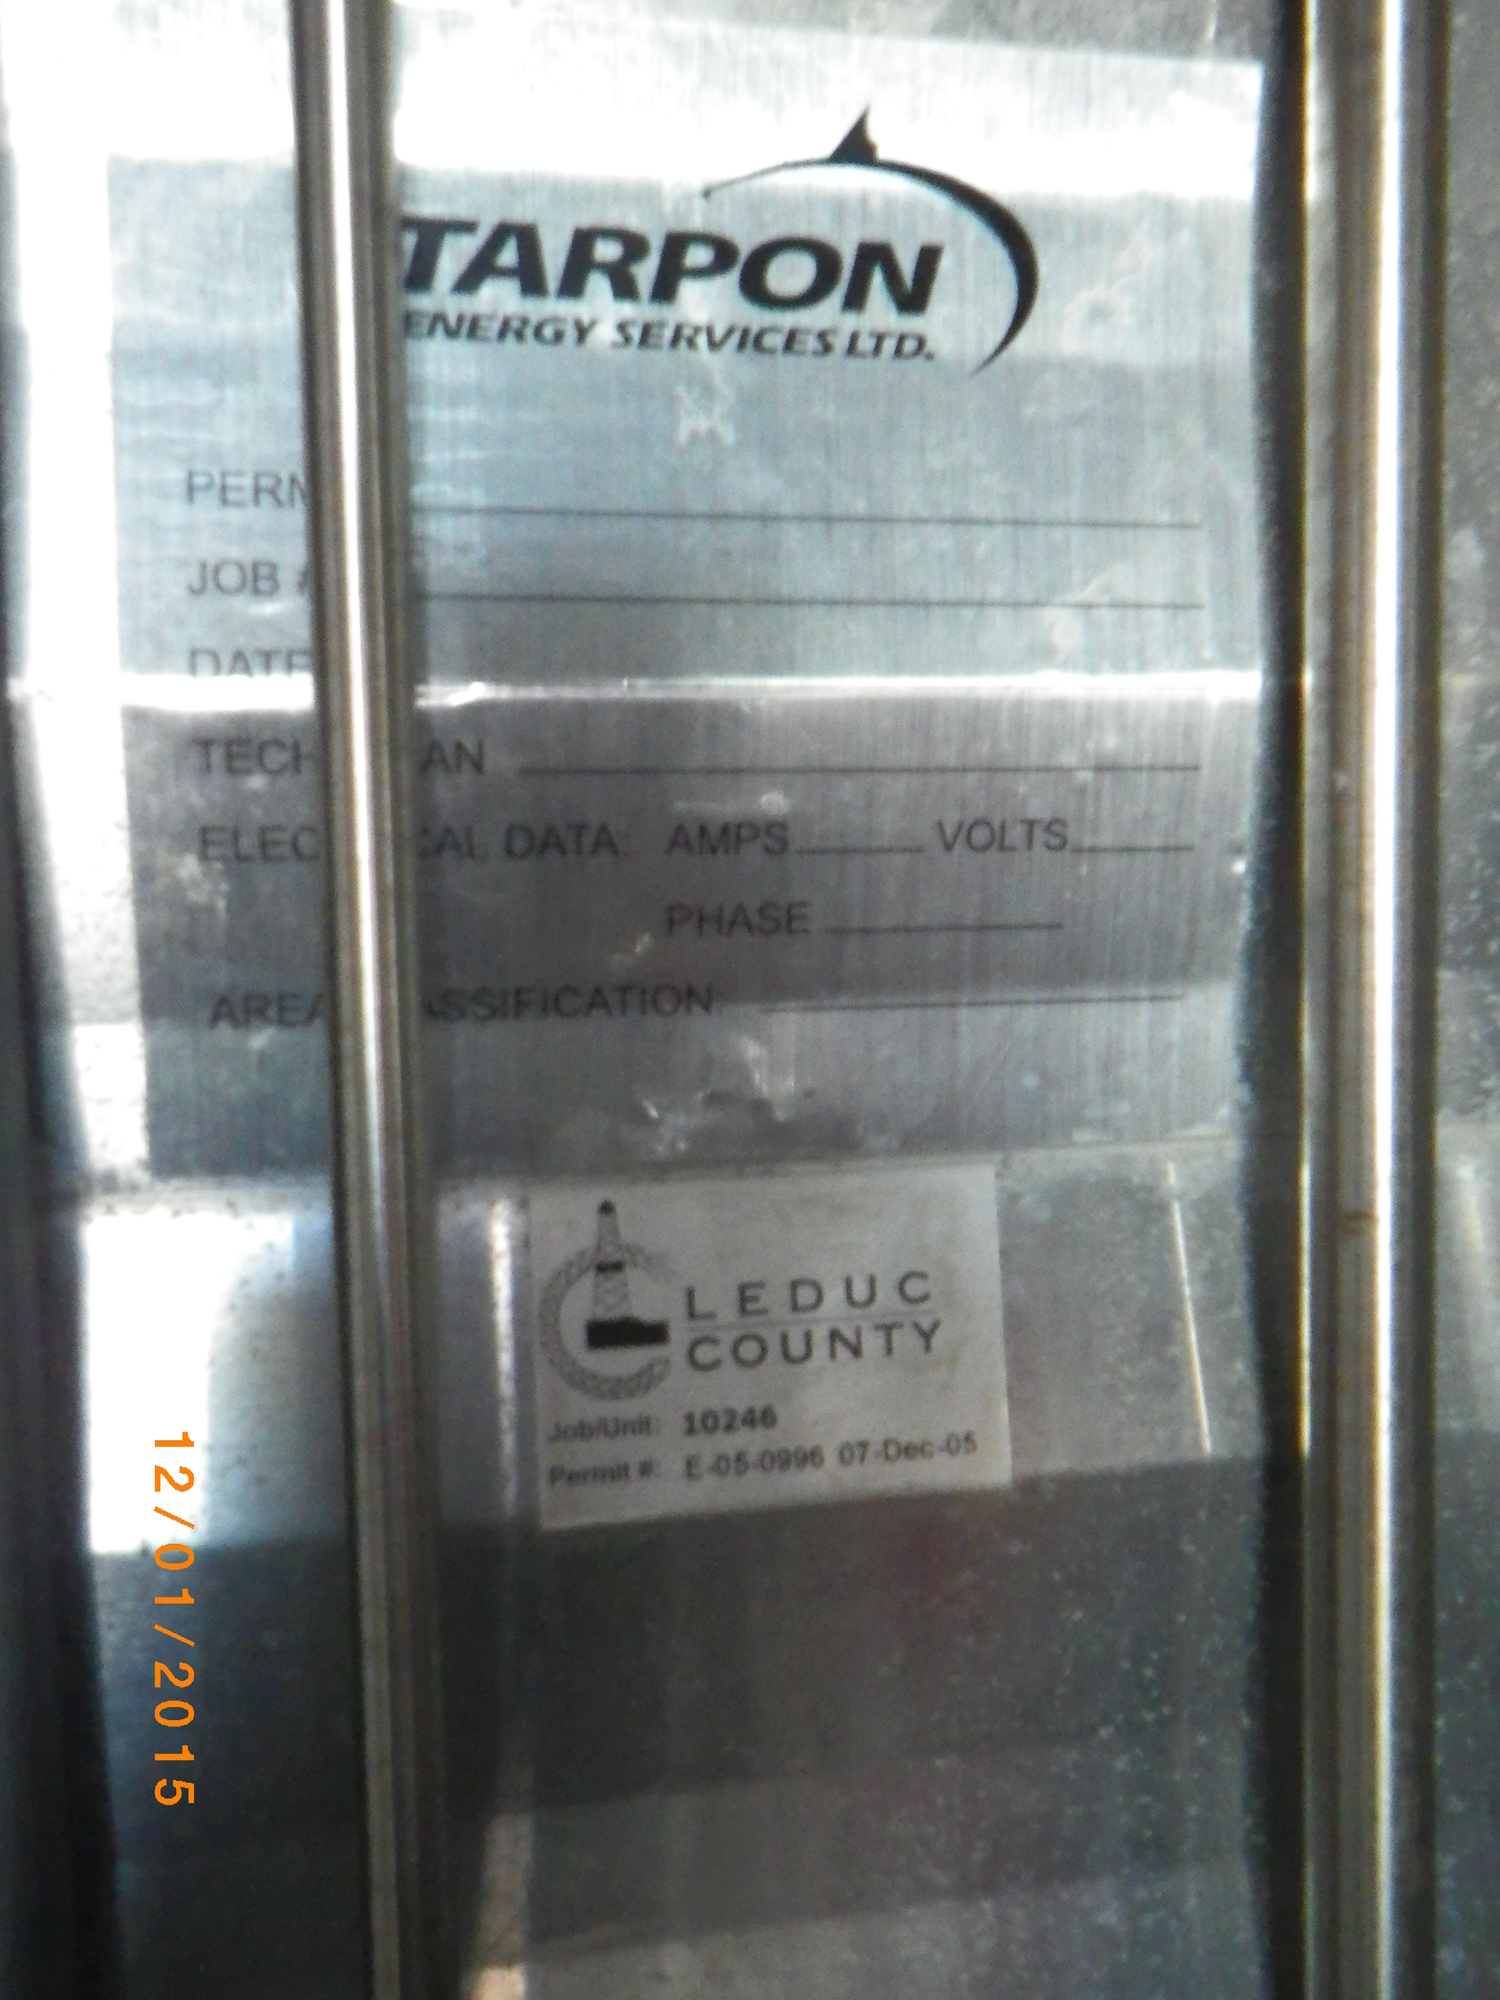 TARPON
ENERGY SERVICES LTD.
PERM
JOB #
DATE
TECH AN
ELEC CAL DATA: AMPS VOLTS
PHASE
AREA ASSIFICATION:
LEDUC
COUNTY
Job/Unit: 10246
Permit #: E-05-0996 07-Dec-05
12/01/2015